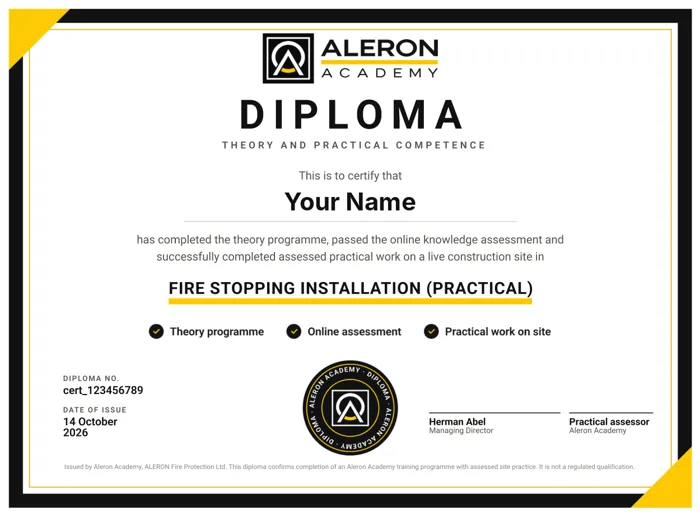 ALERON
ACADEMY
DIPLOMA
THEORY AND PRACTICAL COMPETENCE
This is to certify that
Your Name
has completed the theory programme, passed the online knowledge assessment and
successfully completed assessed practical work on a live construction site in
FIRE STOPPING INSTALLATION (PRACTICAL)
Theory programme
Online assessment
Practical work on site
DIPLOMA NO.
cert_123456789
DATE OF ISSUE
14 October
2026
ALERON ACADEMY · DIPLOMA · ALERON ACADEMY · DIPLOMA ·
Herman Abel
Managing Director
Practical assessor
Aleron Academy
Issued by Aleron Academy, ALERON Fire Protection Ltd. This diploma confirms completion of an Aleron Academy training programme with assessed site practice. It is not a regulated qualification.